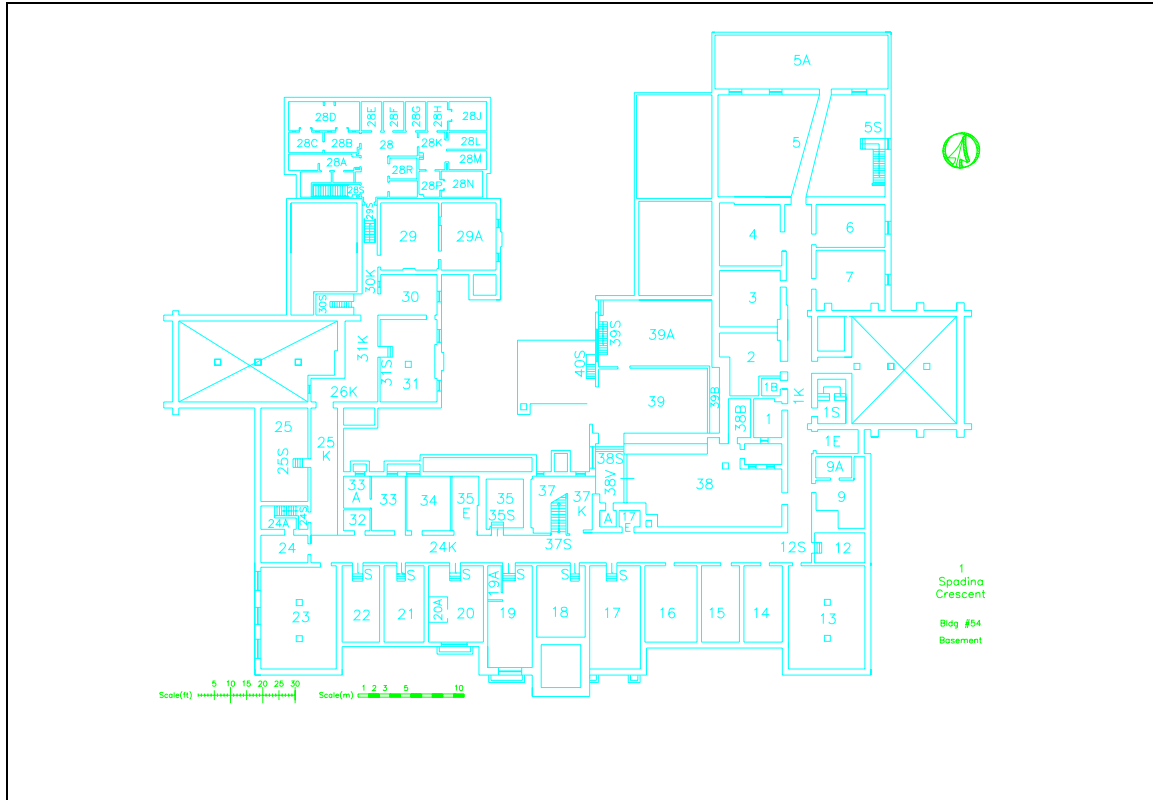 5A
28D
28E
28F
28G
28H
28J
28C
28B
28
28K
28L
28A
28R
28M
28P
28N
28S
5
5S
29S
29
29A
4
6
30K
30
30S
3
7
31K
31S
31
39S
39A
40S
2
26K
39
39B
1B
1K
25
25
K
25S
38B
1
1S
1E
38S
38V
38
9A
9
33
A
33
34
35
E
35
35S
37
37
K
32
24A
24S
A
17
E
24
24K
37S
12S
12
S
S
S
S
S
S
19A
23
22
21
20A
20
19
18
17
16
15
14
13
1
Spadina
Crescent
Bldg #54
Basement
5 10 15 20 25 30
Scale(ft)
1 2 3 5 10
Scale(m)